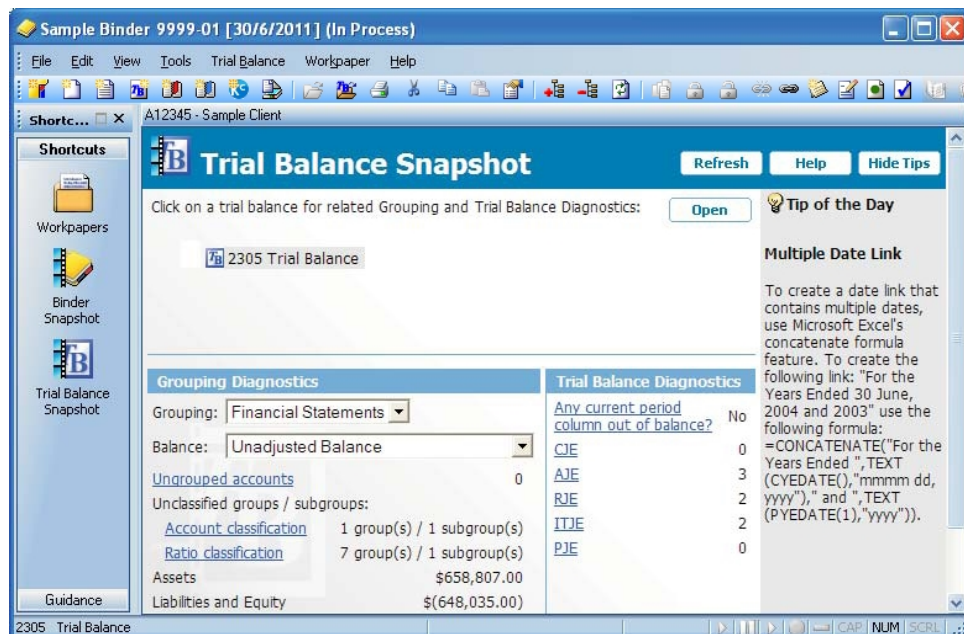 Sample Binder 9999-01 [30/6/2011] (In Process)
File Edit View Tools Trial Balance Workpaper Help
Shortc...
A12345 - Sample Client
Shortcuts
Workpapers
Binder
Snapshot
Trial Balance
Snapshot
Guidance
Trial Balance Snapshot
Refresh Help Hide Tips
Click on a trial balance for related Grouping and Trial Balance Diagnostics:
Open
2305 Trial Balance
Grouping Diagnostics
Grouping: Financial Statements
Balance: Unadjusted Balance
Ungrouped accounts 0
Unclassified groups / subgroups:
Account classification 1 group(s) / 1 subgroup(s)
Ratio classification 7 group(s) / 1 subgroup(s)
Assets $658,807.00
Liabilities and Equity $(648,035.00)
Trial Balance Diagnostics
Any current period
column out of balance? No
CJE 0
AJE 3
RJE 2
ITJE 2
PJE 0
Tip of the Day
Multiple Date Link
To create a date link that
contains multiple dates,
use Microsoft Excel's
concatenate formula
feature. To create the
following link: "For the
Years Ended 30 June,
2004 and 2003" use the
following formula:
=CONCATENATE("For the
Years Ended ",TEXT
(CYEDATE(),"mmmm dd,
yyyy")," and ",TEXT
(PYEDATE(1),"yyyy")).
2305 Trial Balance
CAP NUM SCRL